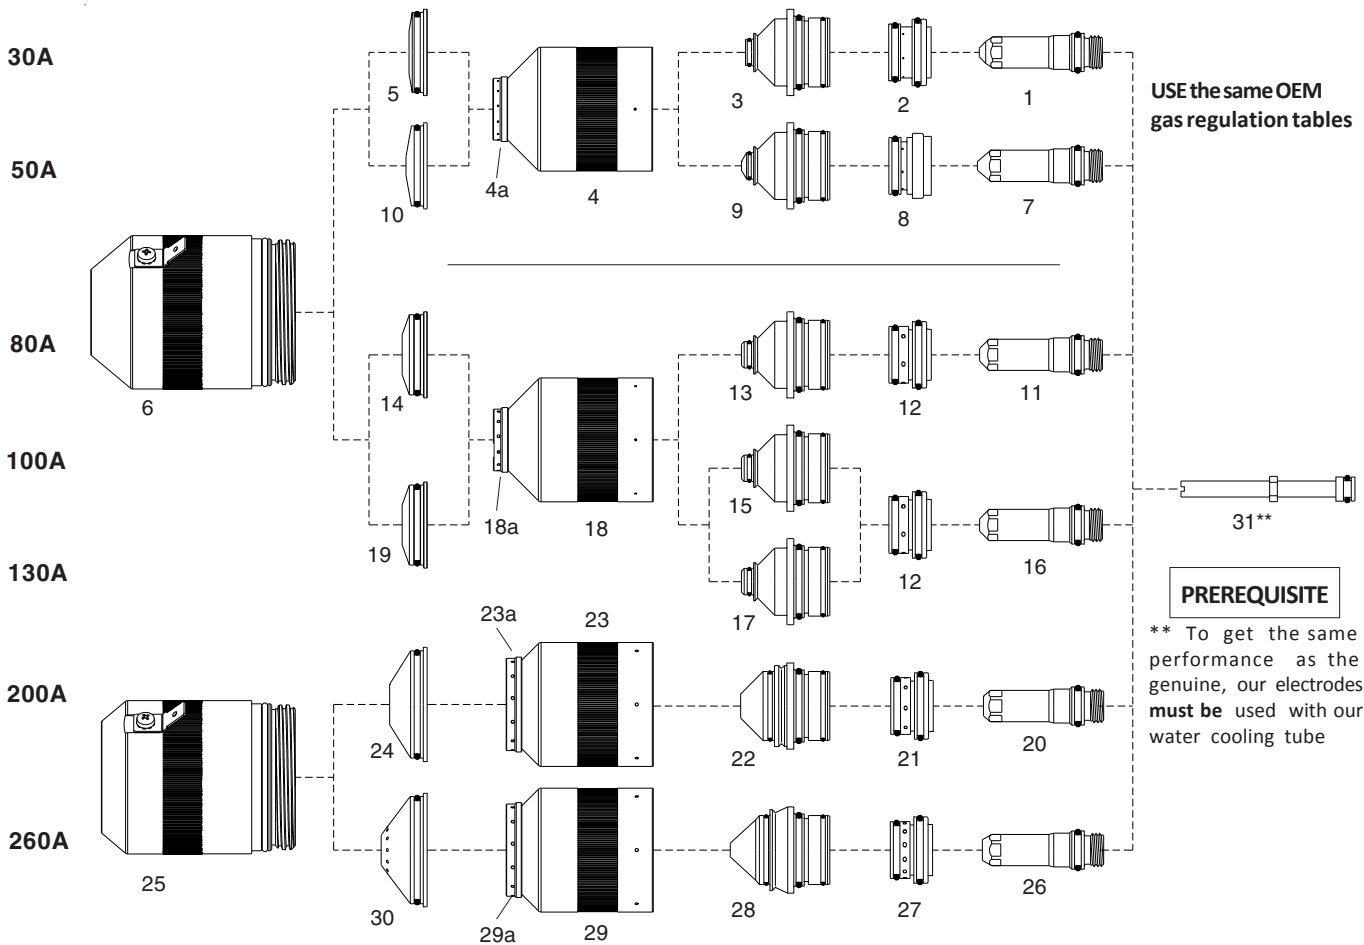 30A
5
3
2
1
USE the same OEM
gas regulation tables
50A
10
4a
4
9
8
7
80A
6
14
13
12
11
100A
18a
18
15
31**
19
12
16
130A
17
PREREQUISITE
** To get the same
performance as the
genuine, our electrodes
must be used with our
water cooling tube
23a
23
200A
24
22
21
20
260A
25
30
29a
29
28
27
26